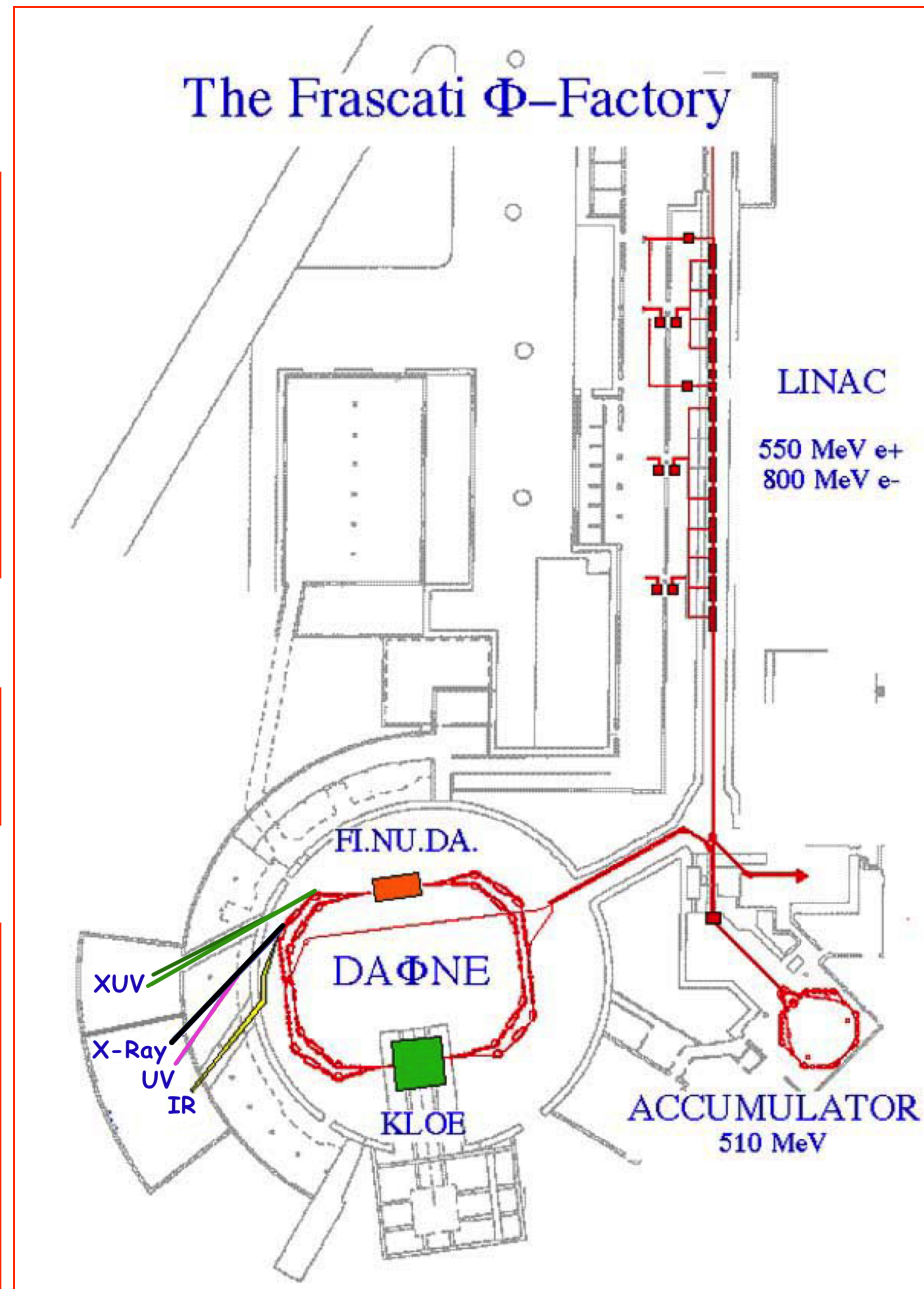 The Frascati Φ–Factory
LINAC
550 MeV e+
800 MeV e-
FI.NU.DA.
DAΦNE
XUV
X-Ray
UV
IR
KLOE
ACCUMULATOR
510 MeV